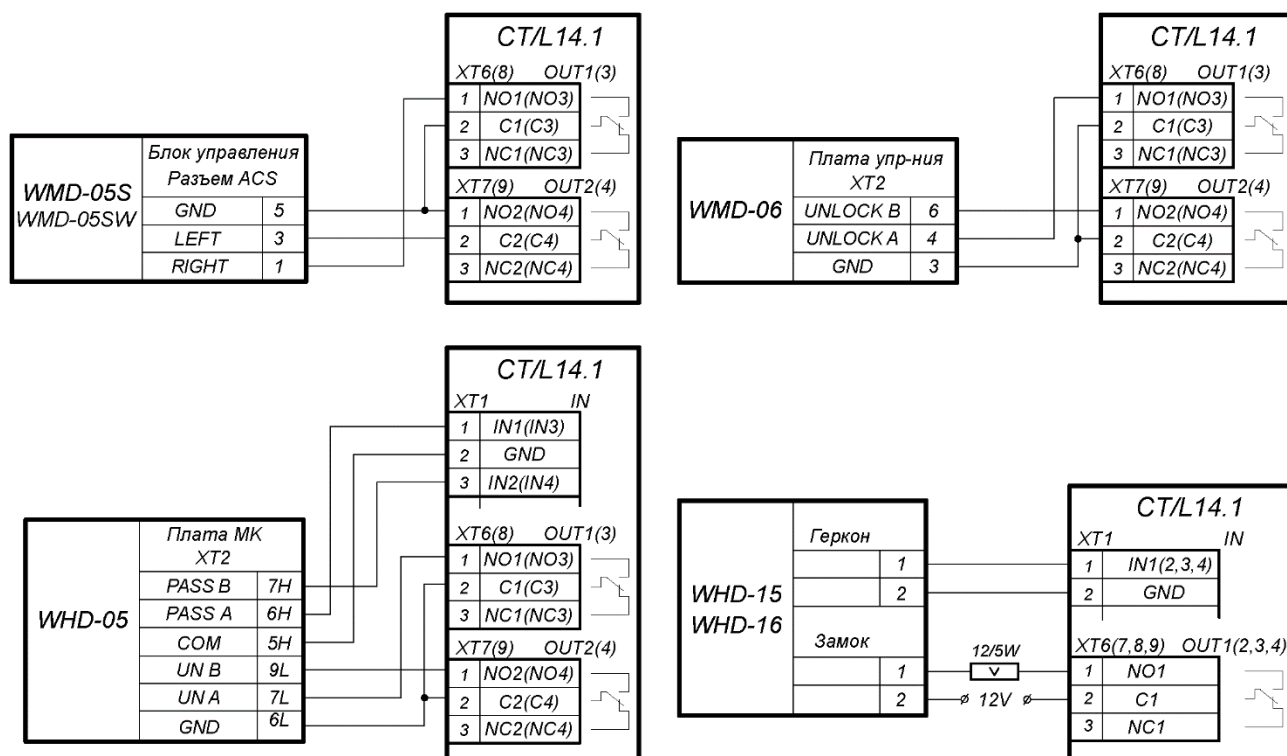 CT/L14.1
XT6(8) OUT1(3)
1 NO1(NO3)
2 C1(C3)
3 NC1(NC3)
XT7(9) OUT2(4)
1 NO2(NO4)
2 C2(C4)
3 NC2(NC4)
WMD-05S
WMD-05SW
Блок управления
Разъем ACS
GND 5
LEFT 3
RIGHT 1
CT/L14.1
XT6(8) OUT1(3)
1 NO1(NO3)
2 C1(C3)
3 NC1(NC3)
XT7(9) OUT2(4)
1 NO2(NO4)
2 C2(C4)
3 NC2(NC4)
WMD-06
Плата упр-ния
XT2
UNLOCK B 6
UNLOCK A 4
GND 3
CT/L14.1
XT1 IN
1 IN1(IN3)
2 GND
3 IN2(IN4)
XT6(8) OUT1(3)
1 NO1(NO3)
2 C1(C3)
3 NC1(NC3)
XT7(9) OUT2(4)
1 NO2(NO4)
2 C2(C4)
3 NC2(NC4)
WHD-05
Плата МК
XT2
PASS B 7H
PASS A 6H
COM 5H
UN B 9L
UN A 7L
GND 6L
CT/L14.1
XT1 IN
1 IN1(2,3,4)
2 GND
XT6(7,8,9) OUT1(2,3,4)
1 NO1
2 C1
3 NC1
WHD-15
WHD-16
Геркон
1
2
Замок
1
2
12/5W
V
12V